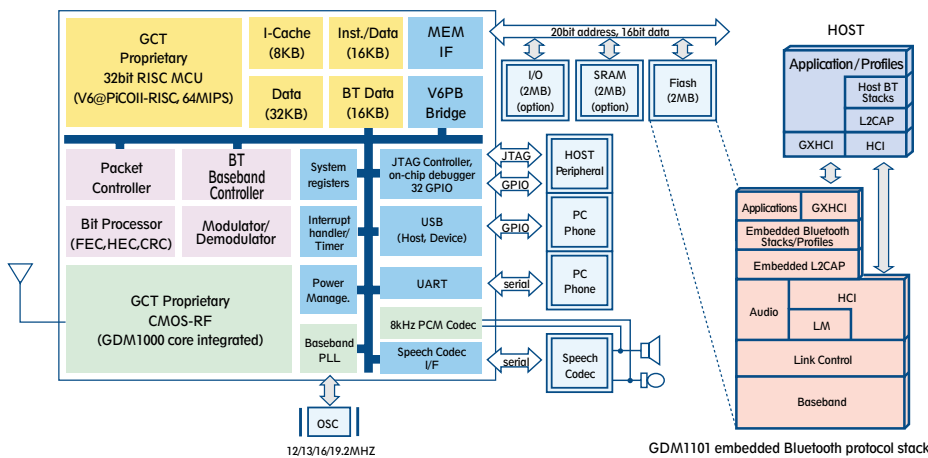 GCT
Proprietary
32bit RISC MCU
(V6@PiCOII-RISC, 64MIPS)
I-Cache
(8KB)
Inst./Data
(16KB)
MEM
IF
Data
(32KB)
BT Data
(16KB)
V6PB
Bridge
20bit address, 16bit data
I/O
(2MB)
(option)
SRAM
(2MB)
(option)
Fiash
(2MB)
Packet
Controller
BT
Baseband
Controller
System
registers
JTAG Controller,
on-chip debugger
32 GPIO
JTAG
GPIO
HOST
Peripheral
Bit Processor
(FEC,HEC,CRC)
Modulator/
Demodulator
Interrupt
handler/
Timer
USB
(Host, Device)
GPIO
PC
Phone
GCT Proprietary
CMOS-RF
(GDM1000 core integrated)
Power
Manage.
UART
serial
PC
Phone
Baseband
PLL
8kHz PCM Codec
Speech Codec
I/F
serial
Speech
Codec
OSC
12/13/16/19.2MHZ
HOST
Application/Profiles
Host BT
Stacks
L2CAP
GXHCI
HCI
Applications
GXHCI
Embedded Bluetooth
Stacks/Profiles
Embedded L2CAP
Audio
HCI
LM
Link Control
Baseband
GDM1101 embedded Bluetooth protocol stack